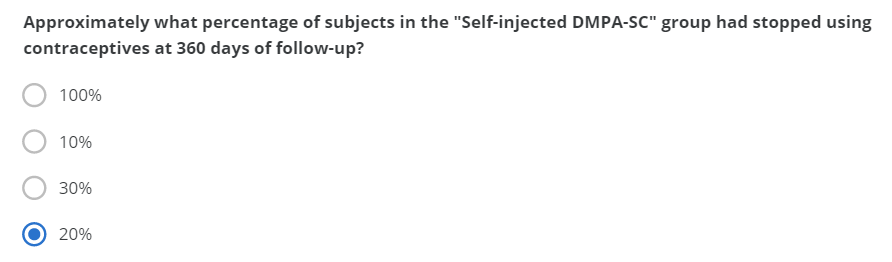 Approximately what percentage of subjects in the "Self-injected DMPA-SC" group had stopped using
contraceptives at 360 days of follow-up?
100%
10%
30%
20%